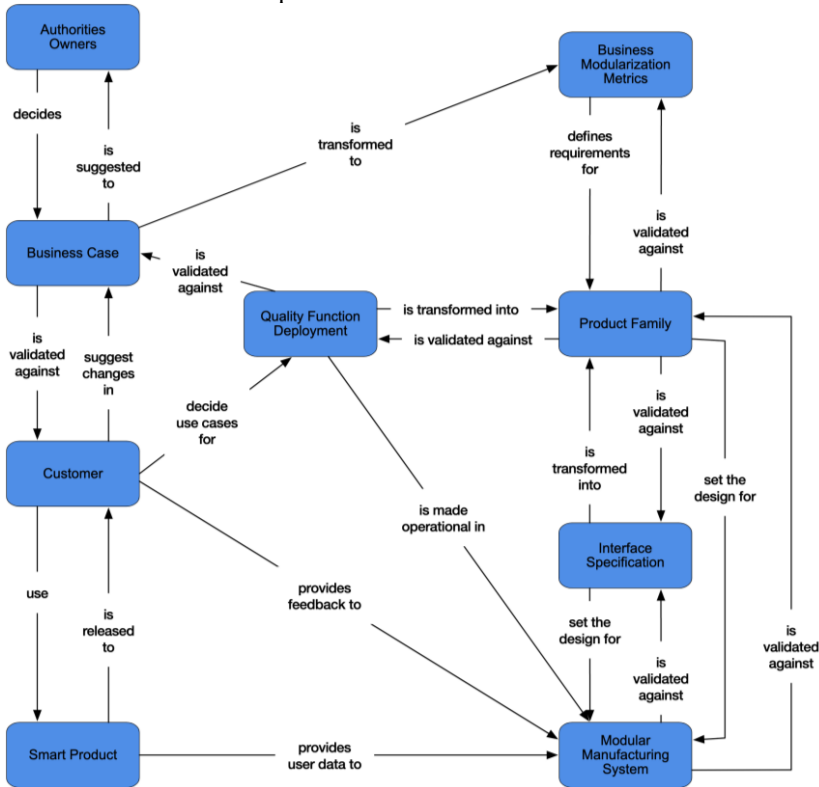 Authorities
Owners
Business
Modularization
Metrics
decides
is
suggested
to
is
transformed
to
defines
requirements
for
is
validated
against
Business Case
is
validated
against
Quality Function
Deployment
is transformed into
is validated against
Product Family
is
validated
against
suggest
changes
in
decide
use cases
for
is
validated
against
Customer
is
transformed
into
set the
design for
is made
operational in
Interface
Specification
use
is
released
to
provides
feedback to
set the
design for
is
validated
against
is
validated
against
Smart Product
provides
user data to
Modular
Manufacturing
System